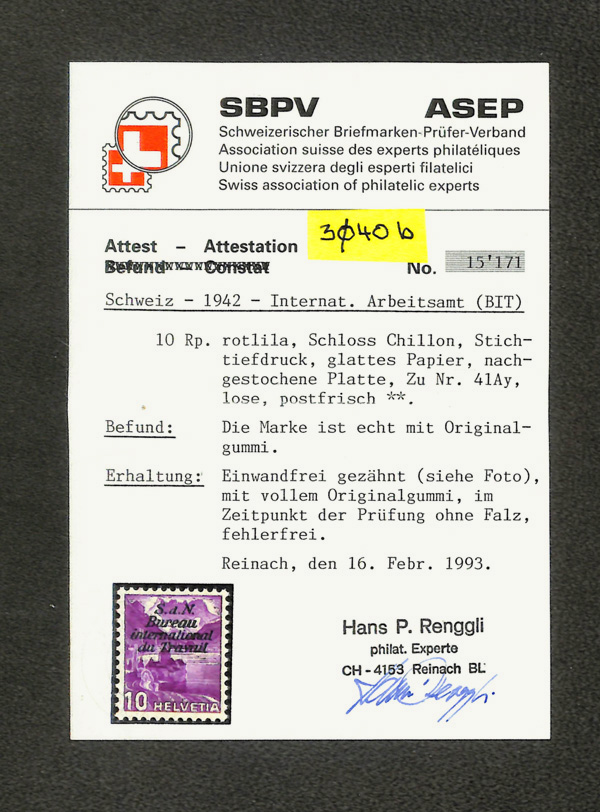 SBPV ASEP
Schweizerischer Briefmarken-Prüfer-Verband
Association suisse des experts philatéliques
Unione svizzera degli esperti filatelici
Swiss association of philatelic experts
3040 b
Attest – Attestation
Befund – Constat
No. 15'171
Schweiz - 1942 - Internat. Arbeitsamt (BIT)
10 Rp. rotlila, Schloss Chillon, Stich-
tiefdruck, glattes Papier, nach-
gestochene Platte, Zu Nr. 41Ay,
lose, postfrisch **.
Befund: Die Marke ist echt mit Original-
gummi.
Erhaltung: Einwandfrei gezähnt (siehe Foto),
mit vollem Originalgummi, im
Zeitpunkt der Prüfung ohne Falz,
fehlerfrei.
Reinach, den 16. Febr. 1993.
S.d.N.
Bureau
international
du Travail
10 HELVETIA
Hans P. Renggli
philat. Experte
CH-4153 Reinach BL